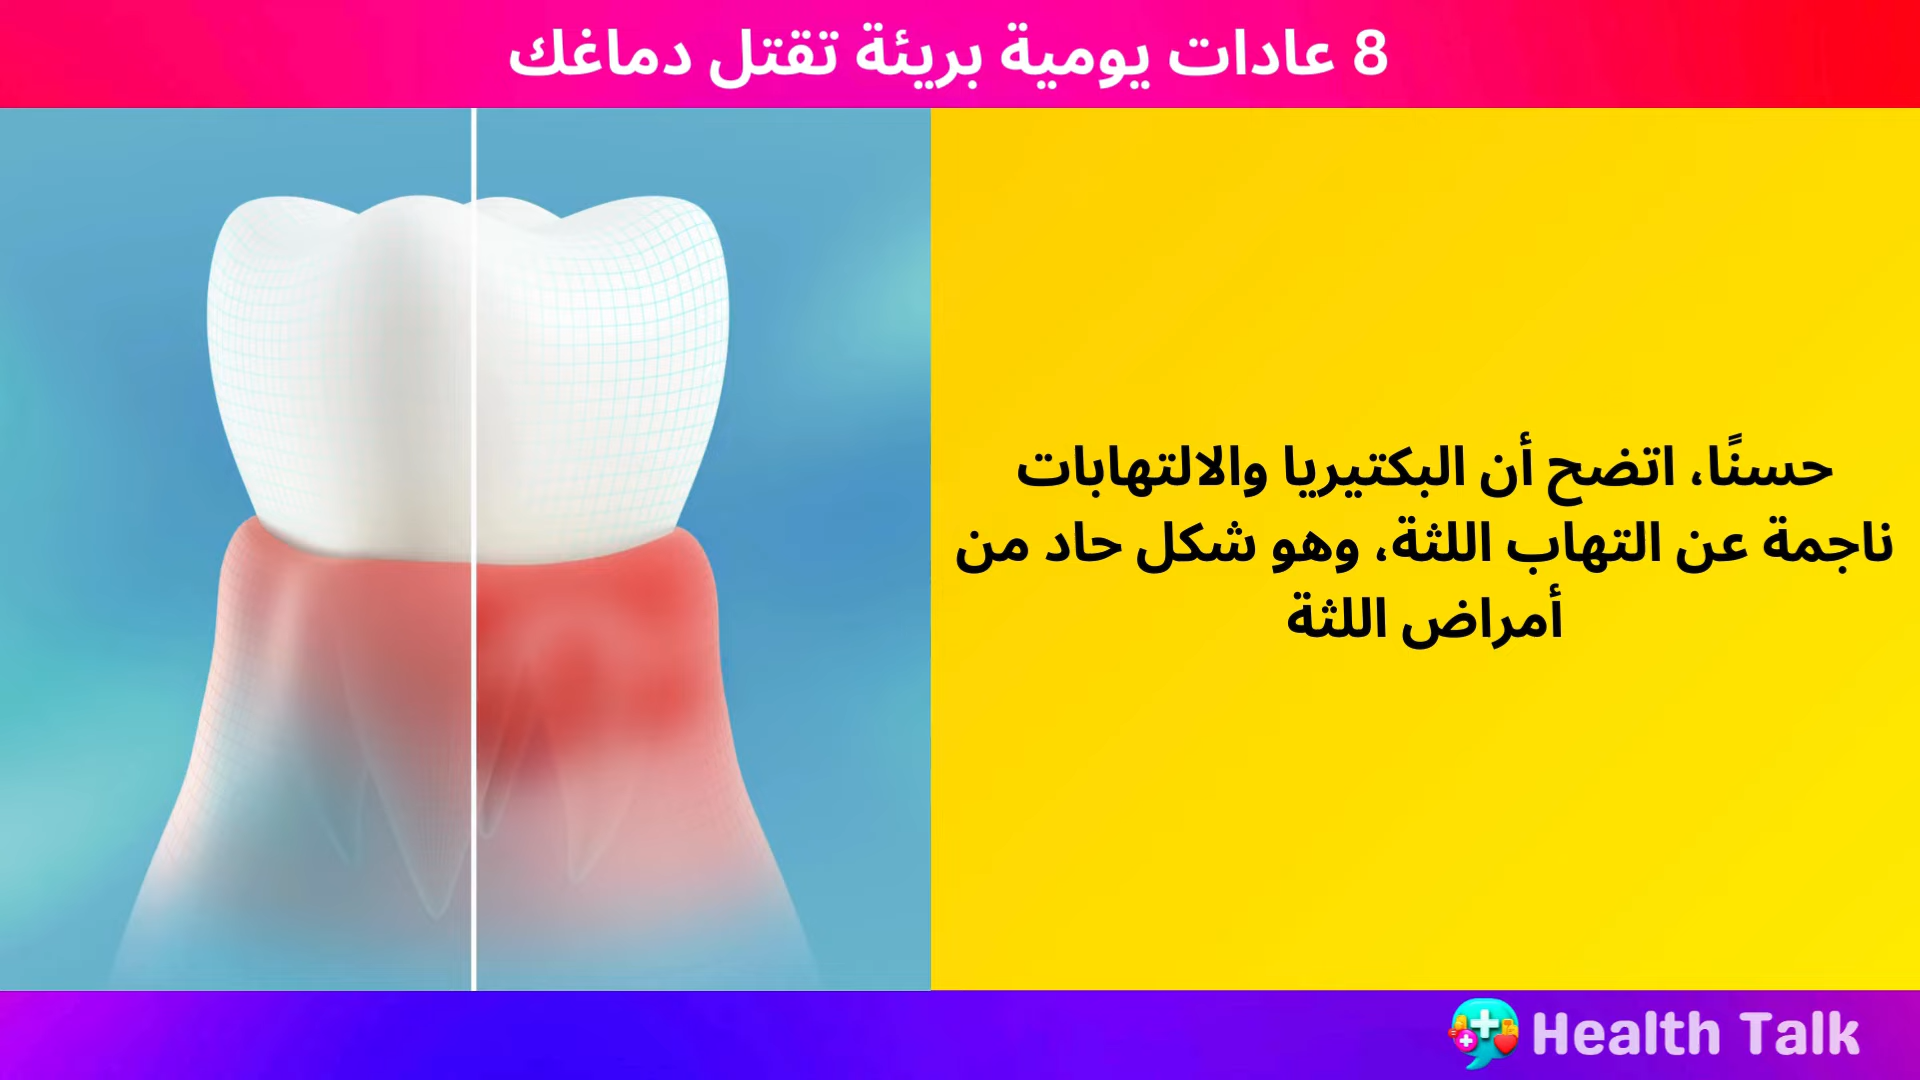 8 عادات يومية بريئة تقتل دماغك
حسنًا، اتضح أن البكتيريا والالتهابات
ناجمة عن التهاب اللثة، وهو شكل حاد من
أمراض اللثة
Health Talk